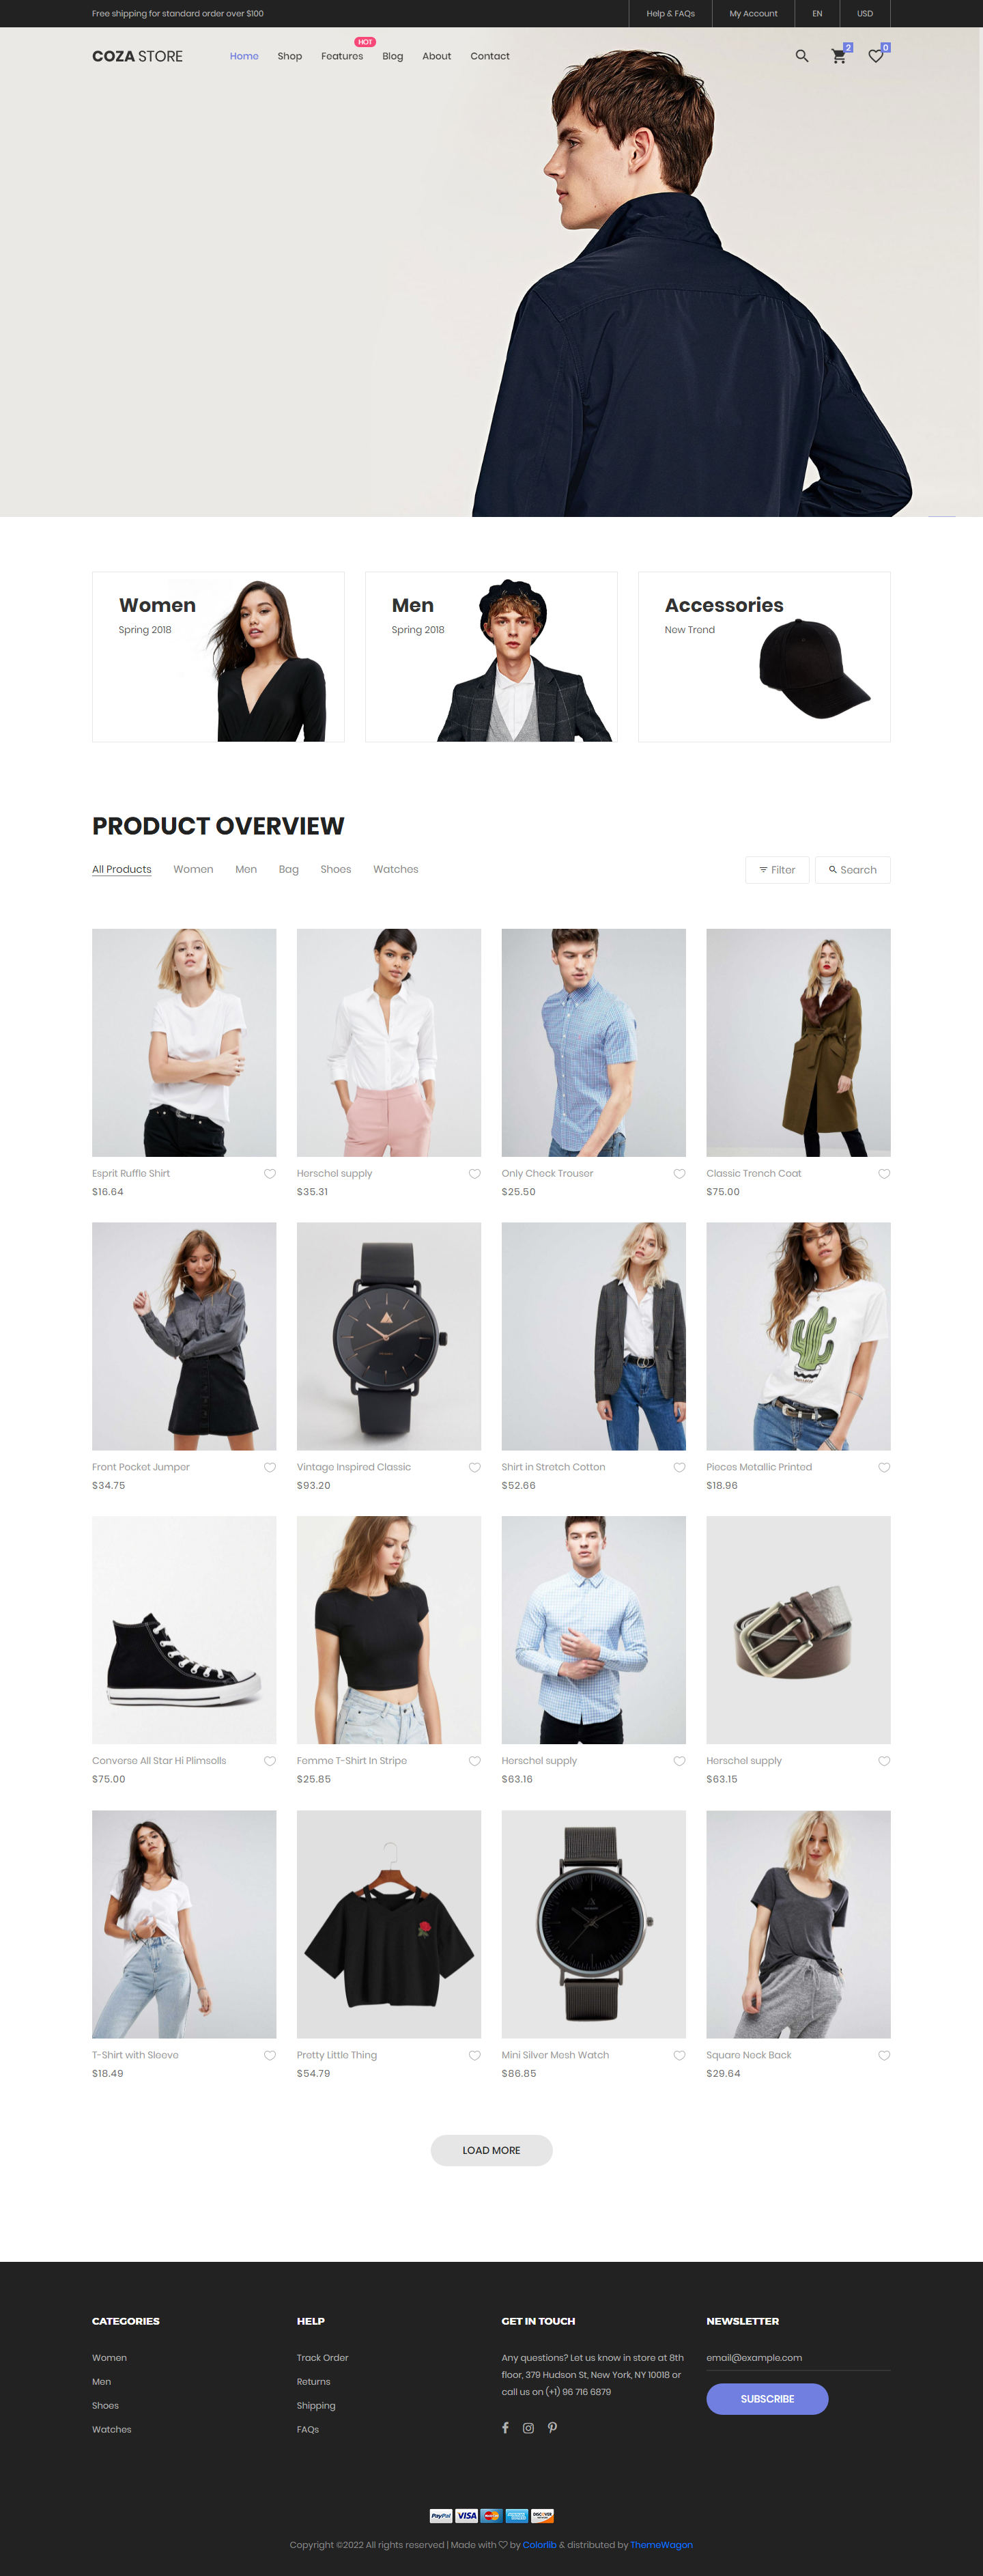 Free shipping for standard order over $100
Help & FAQs
My Account
EN
USD
COZA STORE
Home
Shop
Features
HOT
Blog
About
Contact
2
0
Women
Spring 2018
Men
Spring 2018
Accessories
New Trend
PRODUCT OVERVIEW
All Products
Women
Men
Bag
Shoes
Watches
Filter
Search
Esprit Ruffle Shirt
$16.64
Herschel supply
$35.31
Only Check Trouser
$25.50
Classic Trench Coat
$75.00
Front Pocket Jumper
$34.75
Vintage Inspired Classic
$93.20
Shirt in Stretch Cotton
$52.66
Pieces Metallic Printed
$18.96
Converse All Star Hi Plimsolls
$75.00
Femme T-Shirt In Stripe
$25.85
Herschel supply
$63.16
Herschel supply
$63.15
T-Shirt with Sleeve
$18.49
Pretty Little Thing
$54.79
Mini Silver Mesh Watch
$86.85
Square Neck Back
$29.64
LOAD MORE
CATEGORIES
Women
Men
Shoes
Watches
HELP
Track Order
Returns
Shipping
FAQs
GET IN TOUCH
Any questions? Let us know in store at 8th
floor, 379 Hudson St, New York, NY 10018 or
call us on (+1) 96 716 6879
NEWSLETTER
email@example.com
SUBSCRIBE
PayPal
VISA
DISCOVER
Copyright ©2022 All rights reserved | Made with by Colorlib & distributed by ThemeWagon